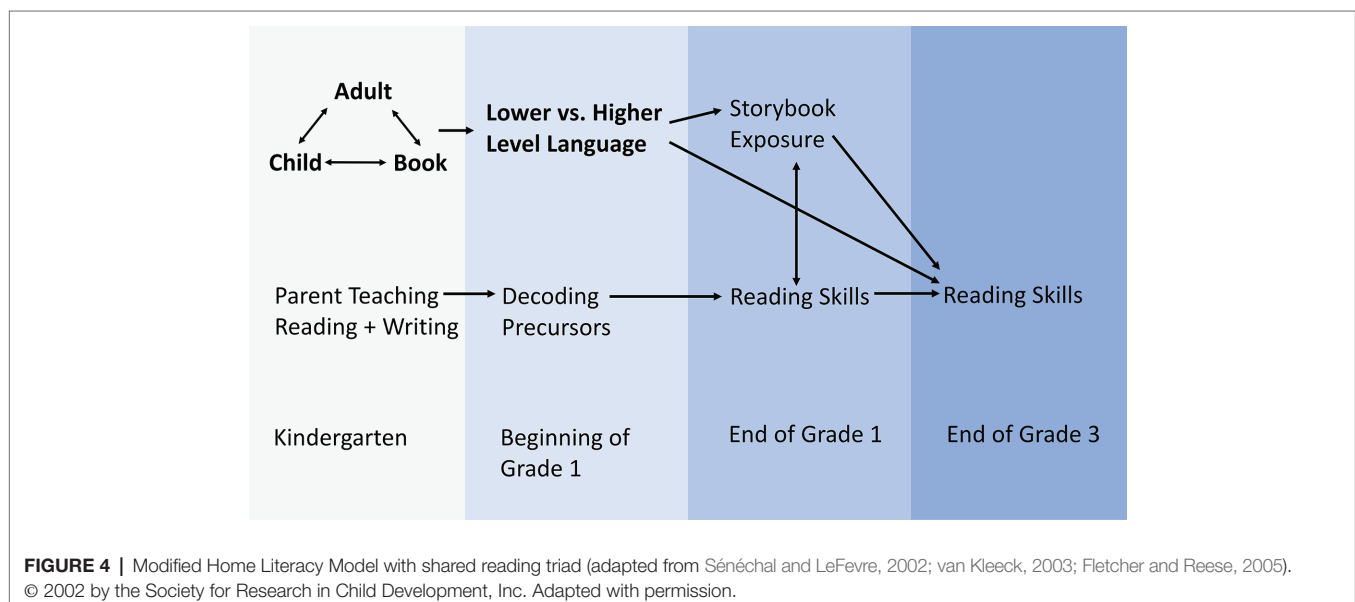 Adult
Child
Book
Lower vs. Higher
Level Language
Storybook
Exposure
Parent Teaching
Reading + Writing
Decoding
Precursors
Reading Skills
Reading Skills
Kindergarten
Beginning of
Grade 1
End of Grade 1
End of Grade 3
FIGURE 4 | Modified Home Literacy Model with shared reading triad (adapted from Sénéchal and LeFevre, 2002; van Kleeck, 2003; Fletcher and Reese, 2005).
© 2002 by the Society for Research in Child Development, Inc. Adapted with permission.